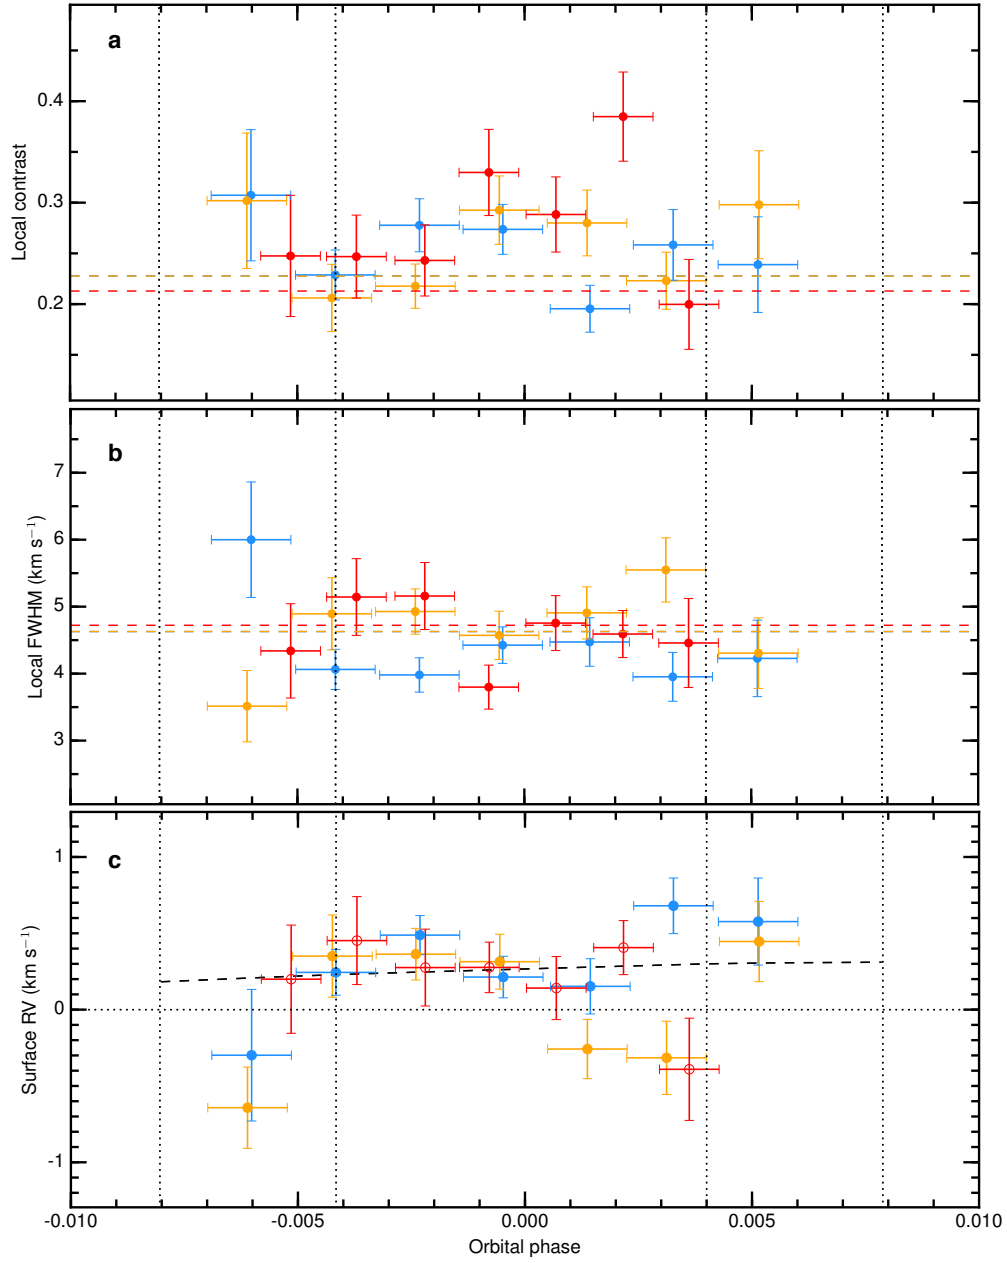 a
0.4
0.3
0.2
Local contrast
b
7
6
5
4
3
Local FWHM (km s⁻¹)
c
1
0
-1
Surface RV (km s⁻¹)
-0.010 -0.005 0.000 0.005 0.010
Orbital phase